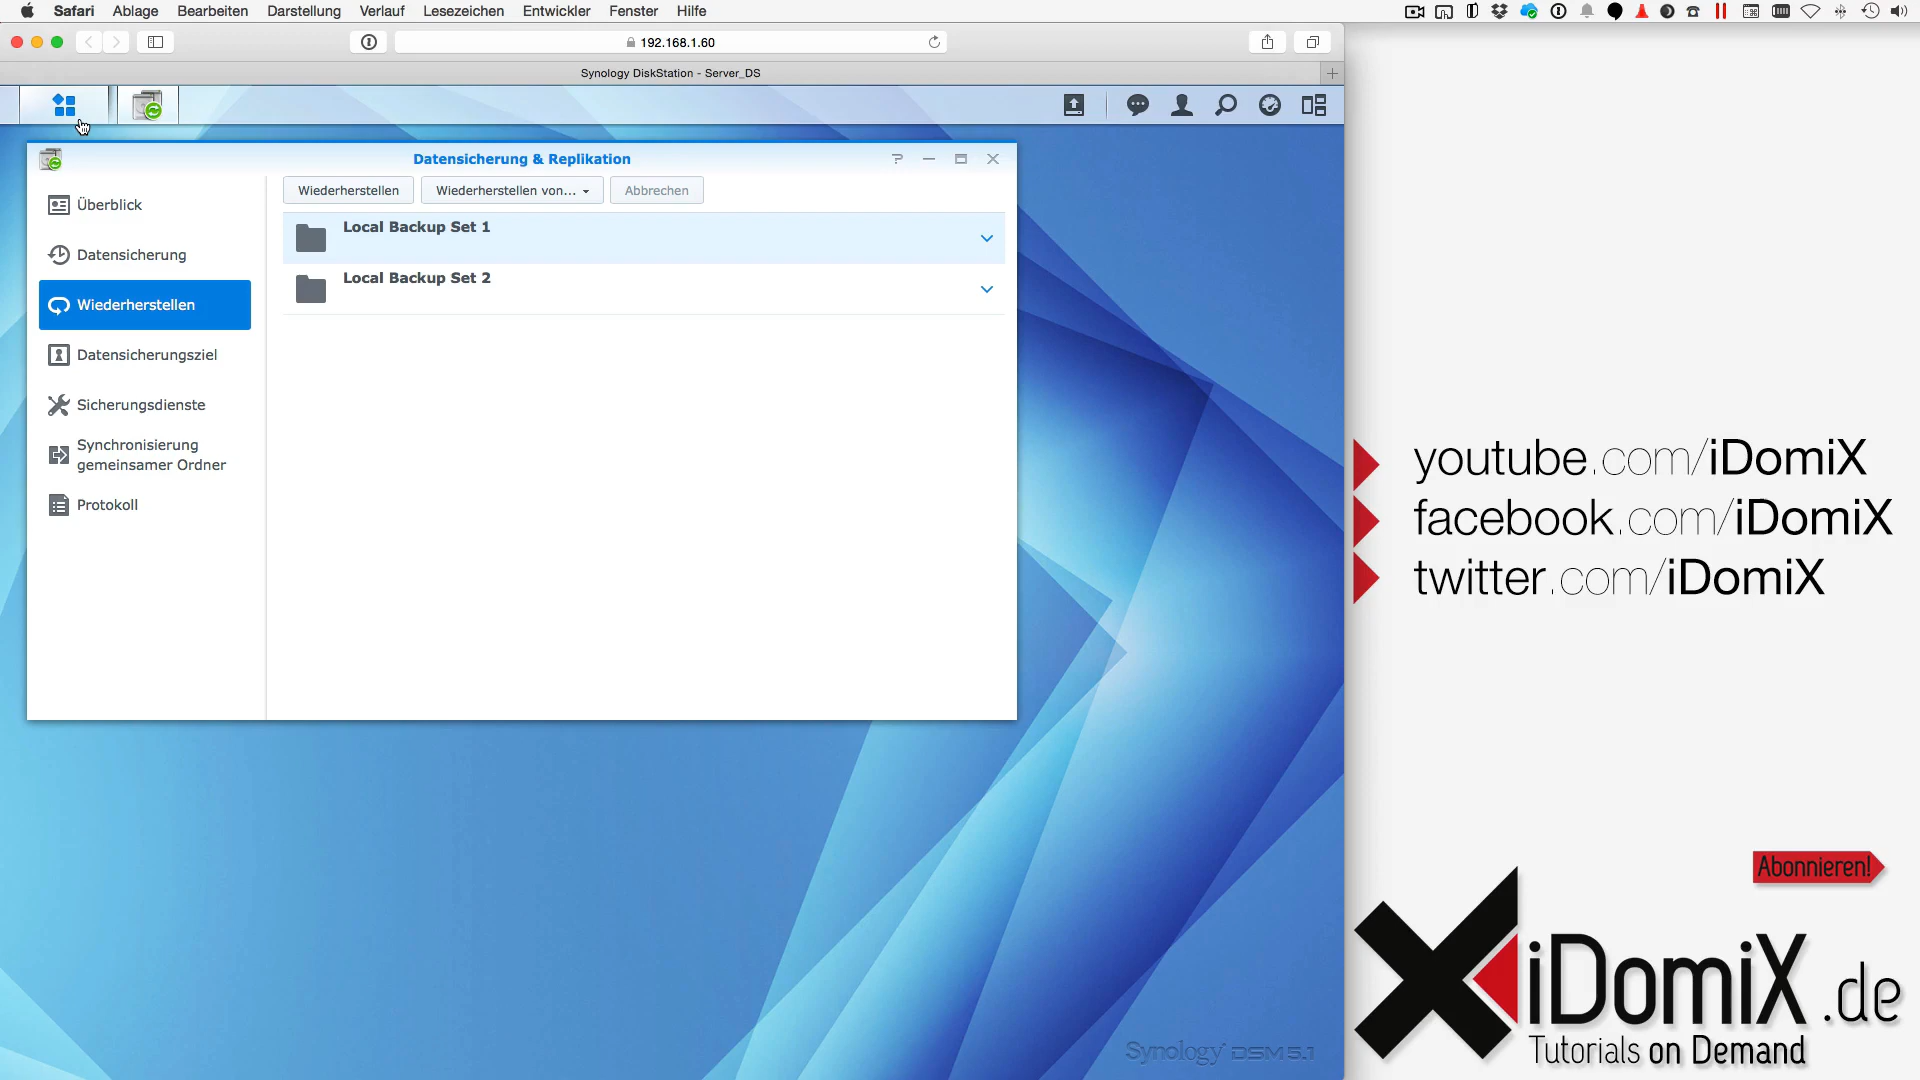 Safari Ablage Bearbeiten Darstellung Verlauf Lesezeichen Entwickler Fenster Hilfe
192.168.1.60
Synology DiskStation - Server_DS
Datensicherung & Replikation
Überblick
Datensicherung
Wiederherstellen
Datensicherungsziel
Sicherungsdienste
Synchronisierung
gemeinsamer Ordner
Protokoll
Wiederherstellen Wiederherstellen von... Abbrechen
Local Backup Set 1
Local Backup Set 2
youtube.com/iDomiX
facebook.com/iDomiX
twitter.com/iDomiX
Abonnieren!
iDomiX.de
Tutorials on Demand
Synology DSM 5.1